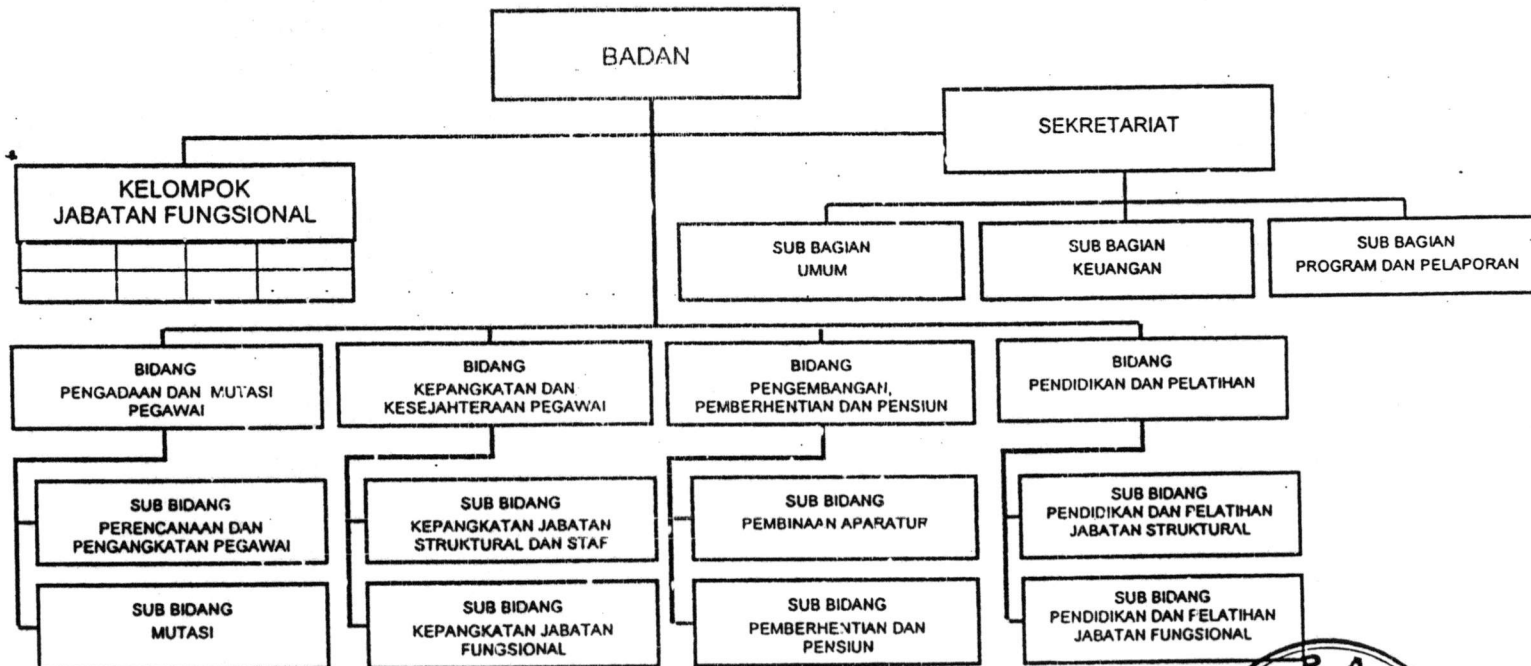 BADAN
SEKRETARIAT
KELOMPOK
JABATAN FUNGSIONAL
SUB BAGIAN
UMUM
SUB BAGIAN
KEUANGAN
SUB BAGIAN
PROGRAM DAN PELAPORAN
BIDANG
PENGADAAN DAN MUTASI
PEGAWAI
BIDANG
KEPANGKATAN DAN
KESEJAHTERAAN PEGAWAI
BIDANG
PENGEMBANGAN,
PEMBERHENTIAN DAN PENSIUN
BIDANG
PENDIDIKAN DAN PELATIHAN
SUB BIDANG
PERENCANAAN DAN
PENGANGKATAN PEGAWAI
SUB BIDANG
KEPANGKATAN JABATAN
STRUKTURAL DAN STAF
SUB BIDANG
PEMBINAAN APARATUR
SUB BIDANG
PENDIDIKAN DAN PELATIHAN
JABATAN STRUKTURAL
SUB BIDANG
MUTASI
SUB BIDANG
KEPANGKATAN JABATAN
FUNGSIONAL
SUB BIDANG
PEMBERHENTIAN DAN
PENSIUN
SUB BIDANG
PENDIDIKAN DAN PELATIHAN
JABATAN FUNGSIONAL